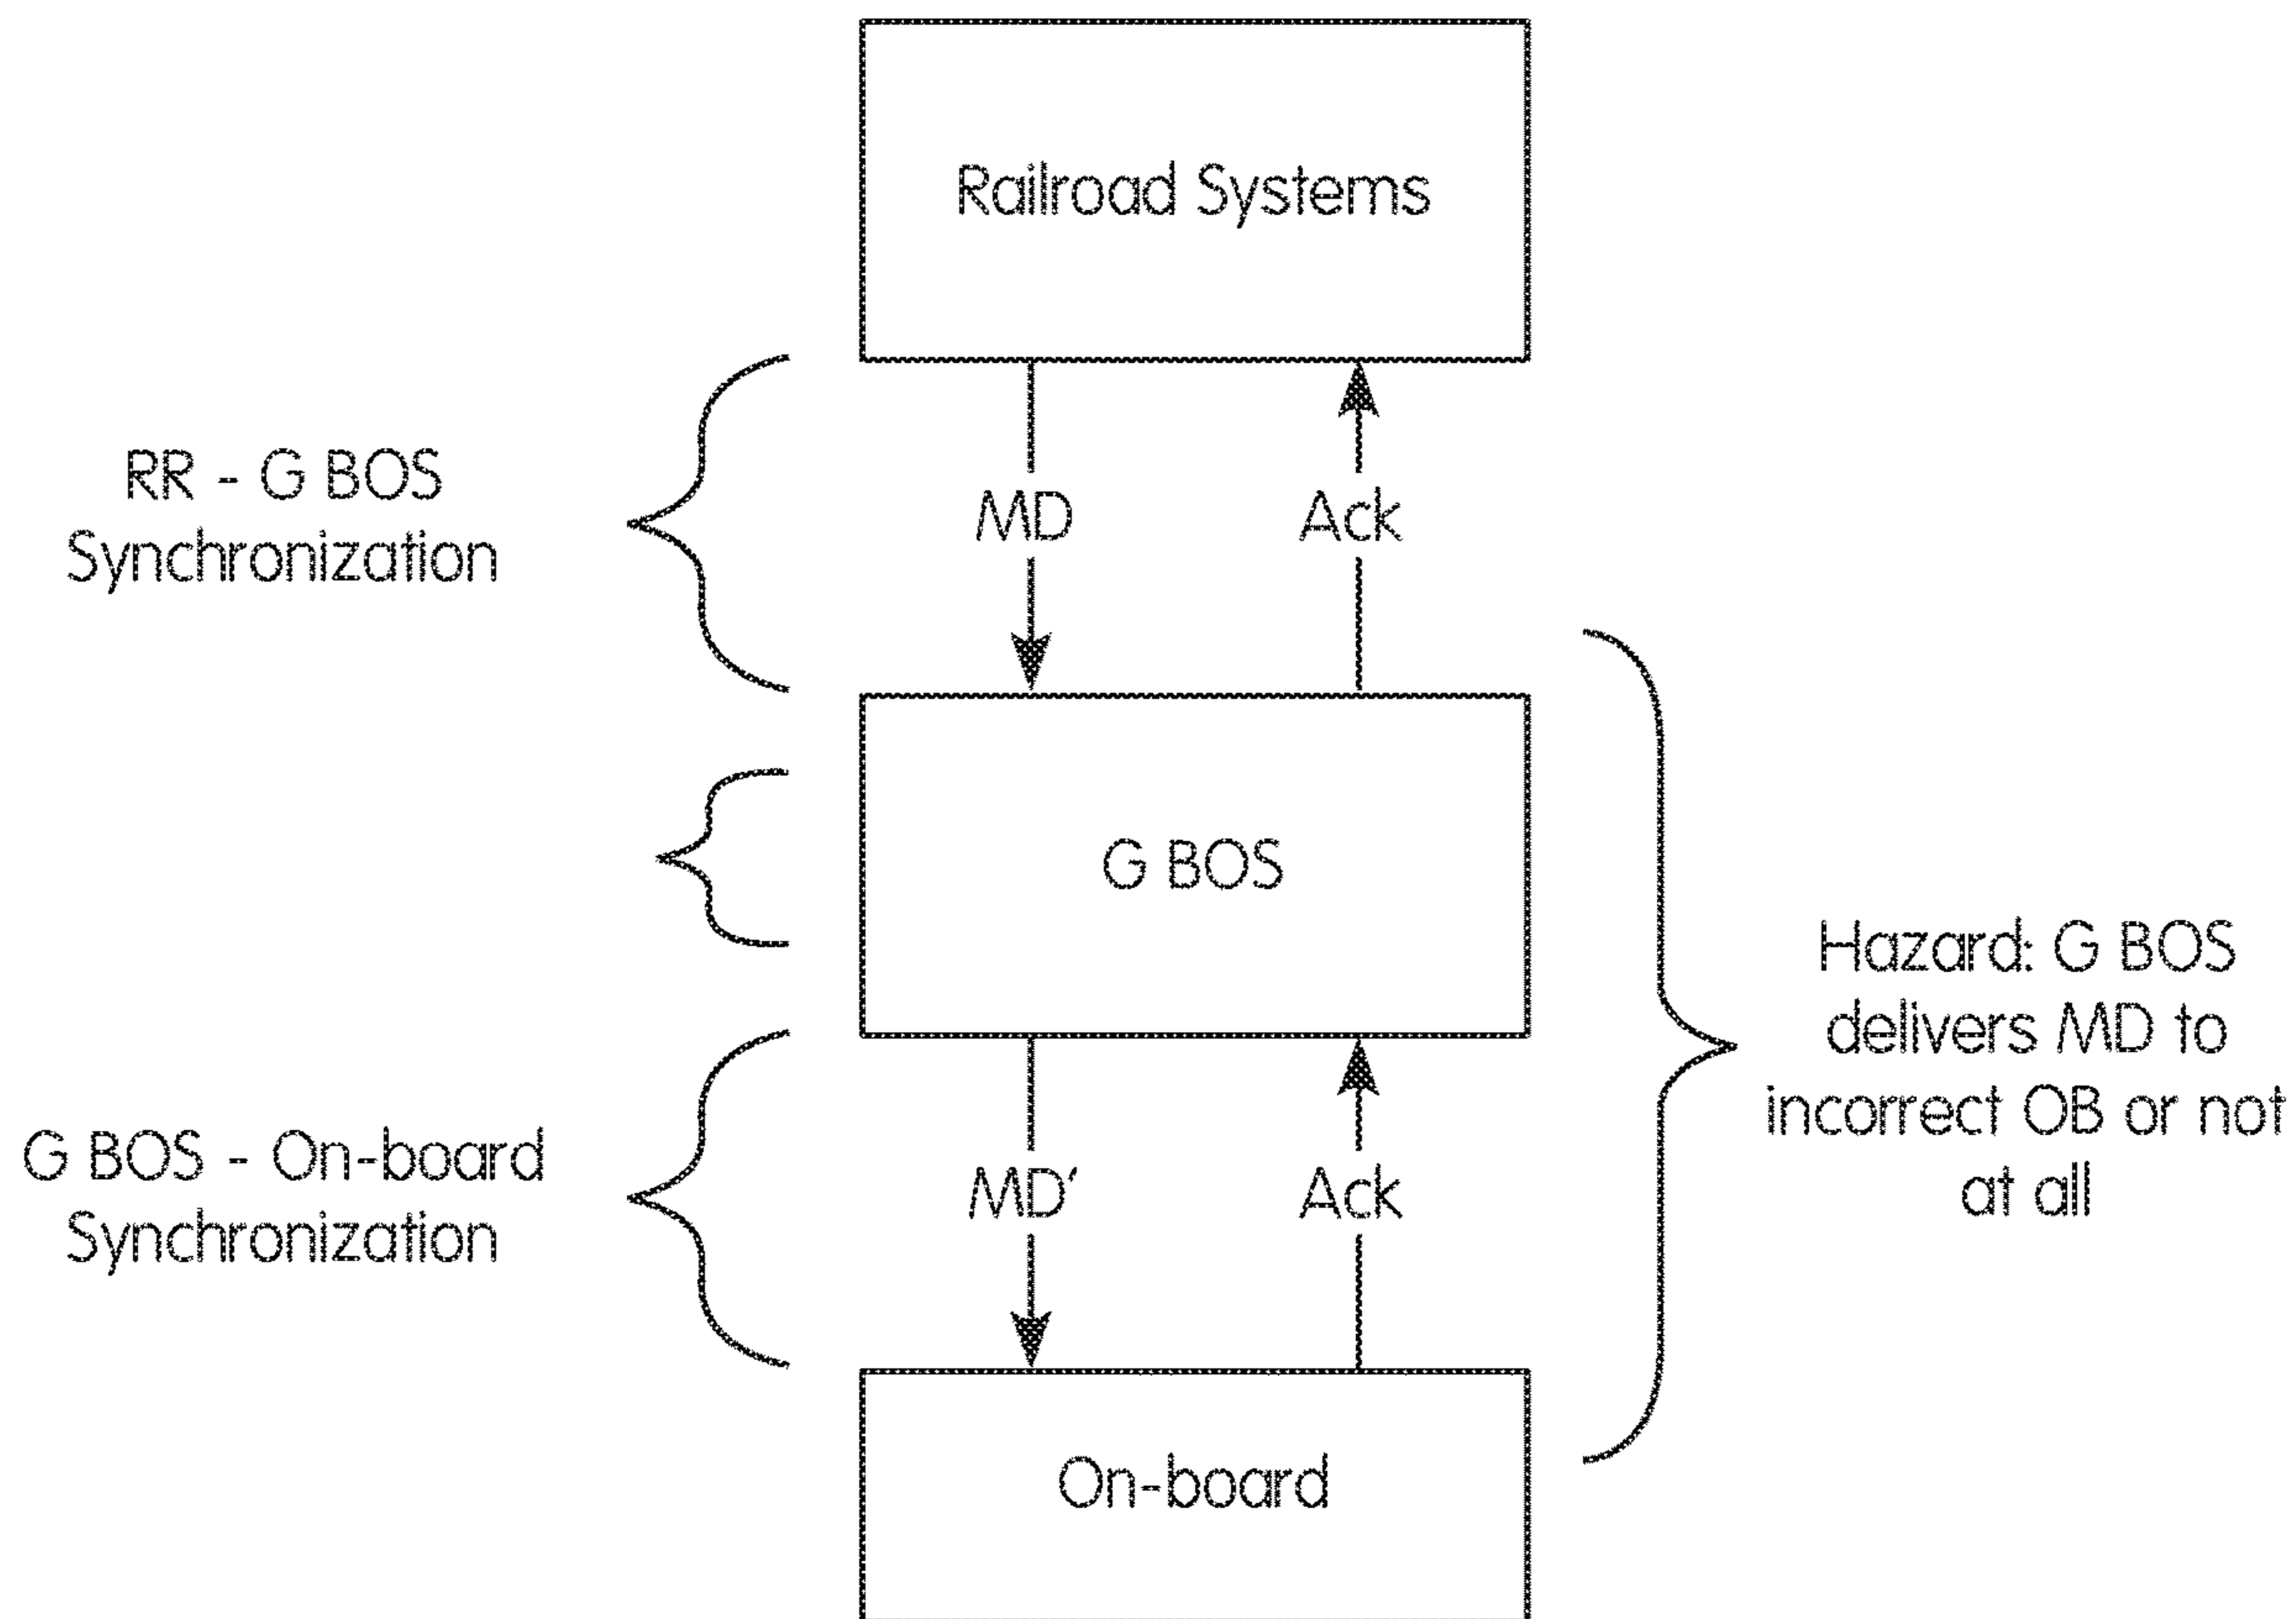 Railroad Systems
RR - G BOS
Synchronization
MD
Ack
G BOS
Hazard: G BOS
delivers MD to
incorrect OB or not
at all
G BOS - On-board
Synchronization
MD'
Ack
On-board